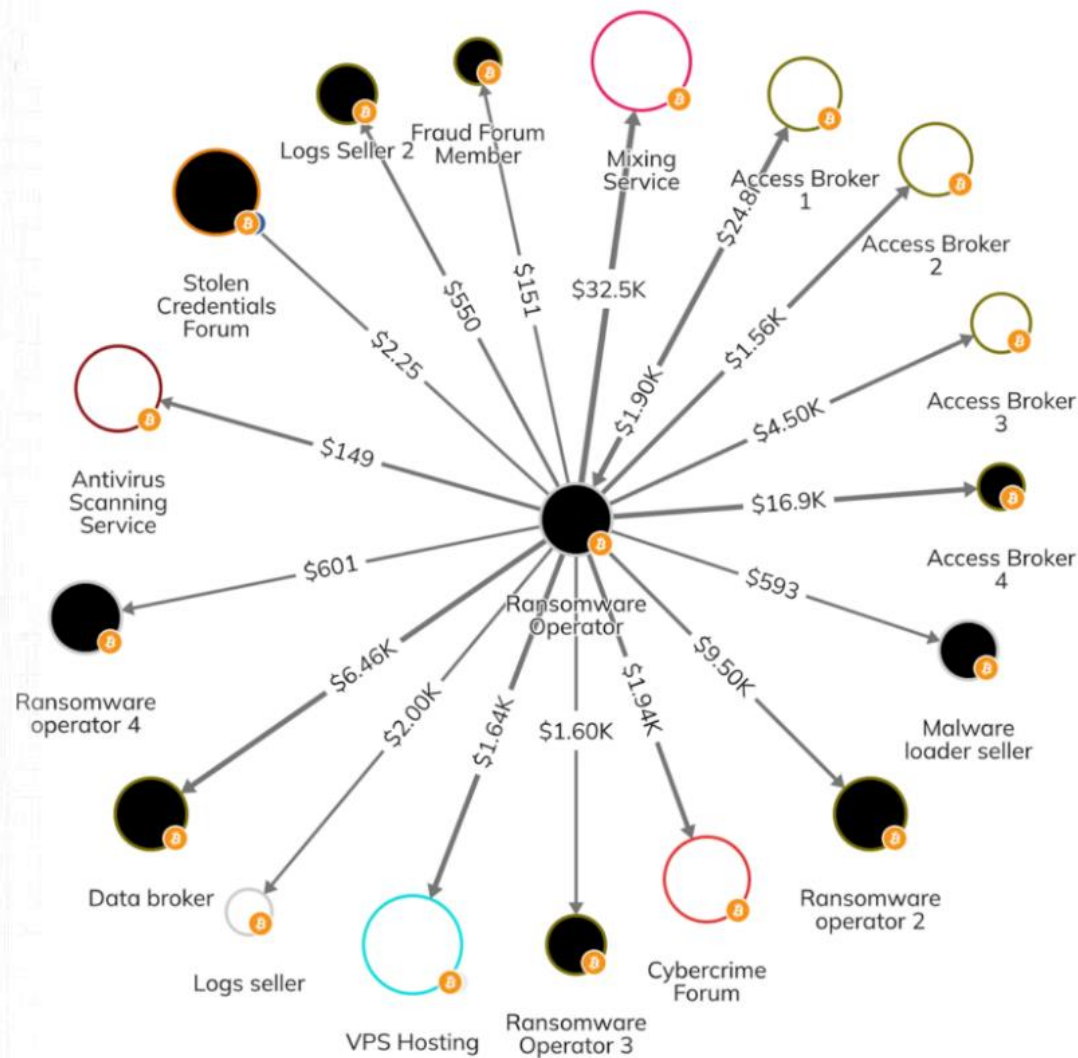 Logs Seller 2
Fraud Forum
Member
Mixing
Service
Access Broker
1
Access Broker
2
Stolen
Credentials
Forum
$2.25
$550
$151
$32.5K
$24.8K
$1.90K
$1.56K
$4.50K
Access Broker
3
Antivirus
Scanning
Service
$149
$16.9K
Access Broker
4
$601
Ransomware
Operator
$593
Ransomware
operator 4
Malware
loader seller
$6.46K
$2.00K
$1.64K
$1.60K
$1.94K
$9.50K
Data broker
Logs seller
VPS Hosting
Ransomware
Operator 3
Cybercrime
Forum
Ransomware
operator 2